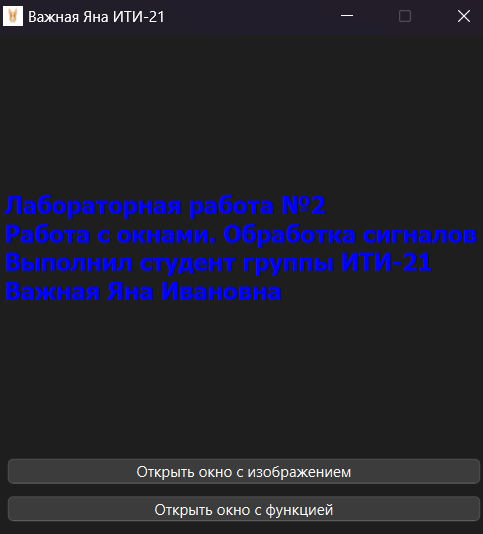 Важная Яна ИТИ-21
Лабораторная работа №2
Работа с окнами. Обработка сигналов
Выполнил студент группы ИТИ-21
Важная Яна Ивановна
Открыть окно с изображением
Открыть окно с функцией